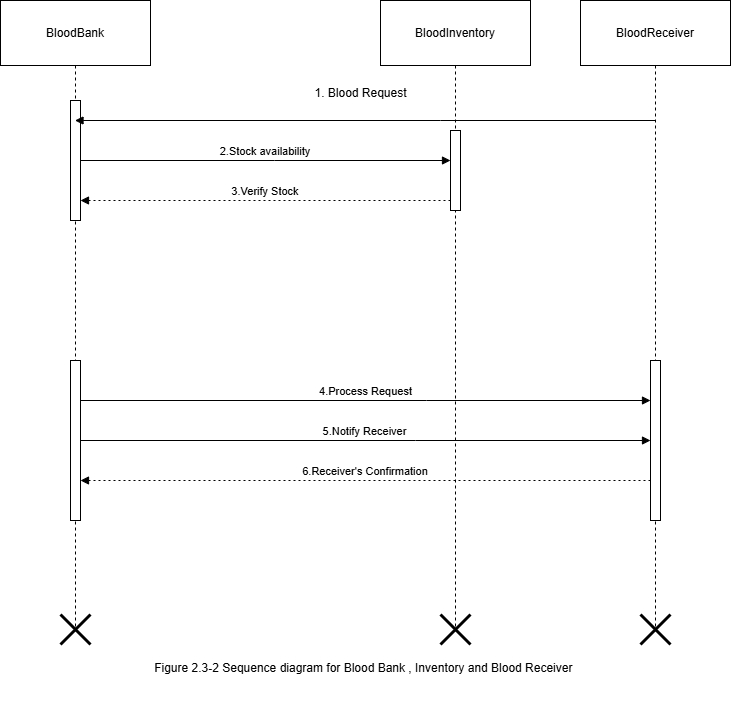 BloodBank
BloodInventory
BloodReceiver
1. Blood Request
2.Stock availability
3.Verify Stock
4.Process Request
5.Notify Receiver
6.Receiver's Confirmation
Figure 2.3-2 Sequence diagram for Blood Bank , Inventory and Blood Receiver